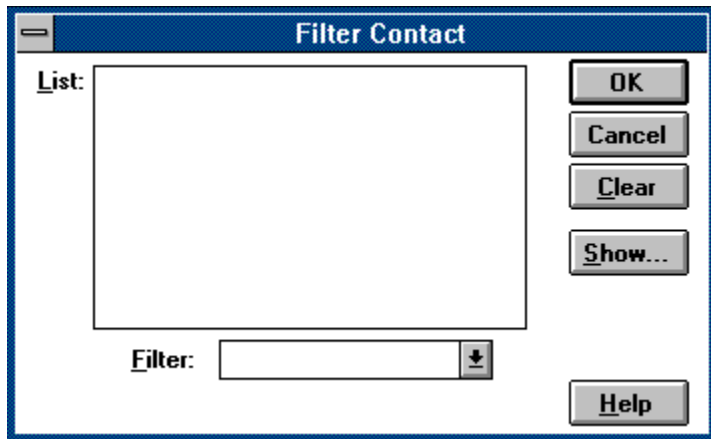 Filter Contact
List:
OK
Cancel
Clear
Show...
Filter:
Help